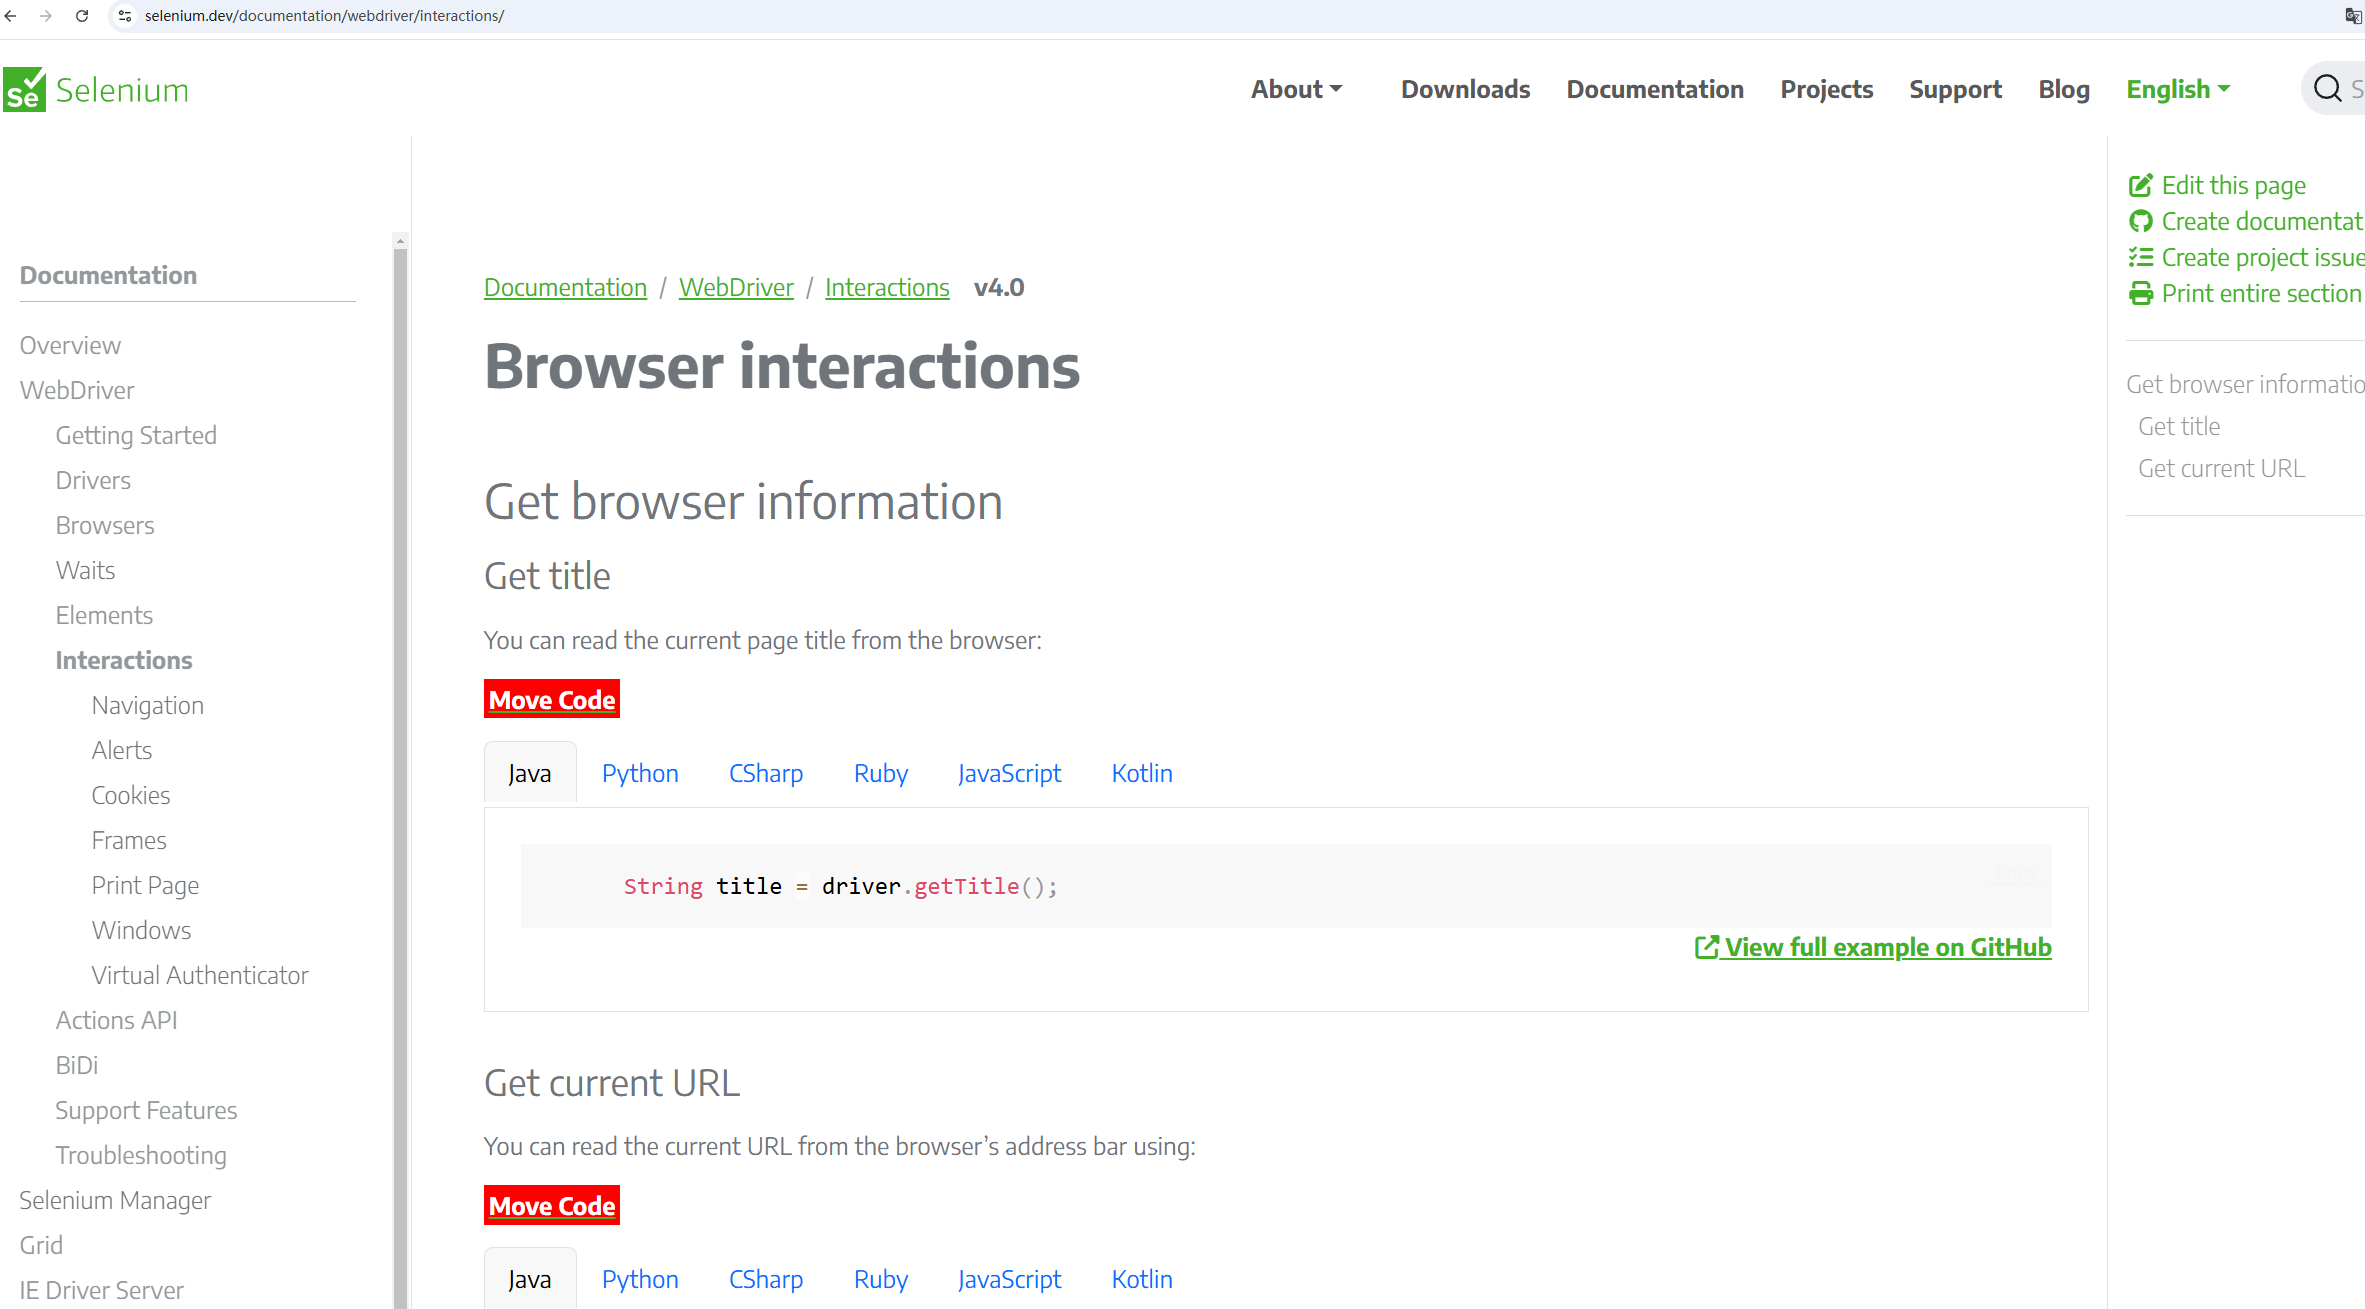 selenium.dev/documentation/webdriver/interactions/
Se Selenium
About Downloads Documentation Projects Support Blog English S
Documentation
Overview
WebDriver
Getting Started
Drivers
Browsers
Waits
Elements
Interactions
Navigation
Alerts
Cookies
Frames
Print Page
Windows
Virtual Authenticator
Actions API
BiDi
Support Features
Troubleshooting
Selenium Manager
Grid
IE Driver Server
Documentation / WebDriver / Interactions v4.0
Browser interactions
Get browser information
Get title
You can read the current page title from the browser:
Move Code
Java Python CSharp Ruby JavaScript Kotlin
Copy
String title = driver.getTitle();
View full example on GitHub
Get current URL
You can read the current URL from the browser’s address bar using:
Move Code
Java Python CSharp Ruby JavaScript Kotlin
Edit this page
Create documentat
Create project issue
Print entire section
Get browser informatio
Get title
Get current URL